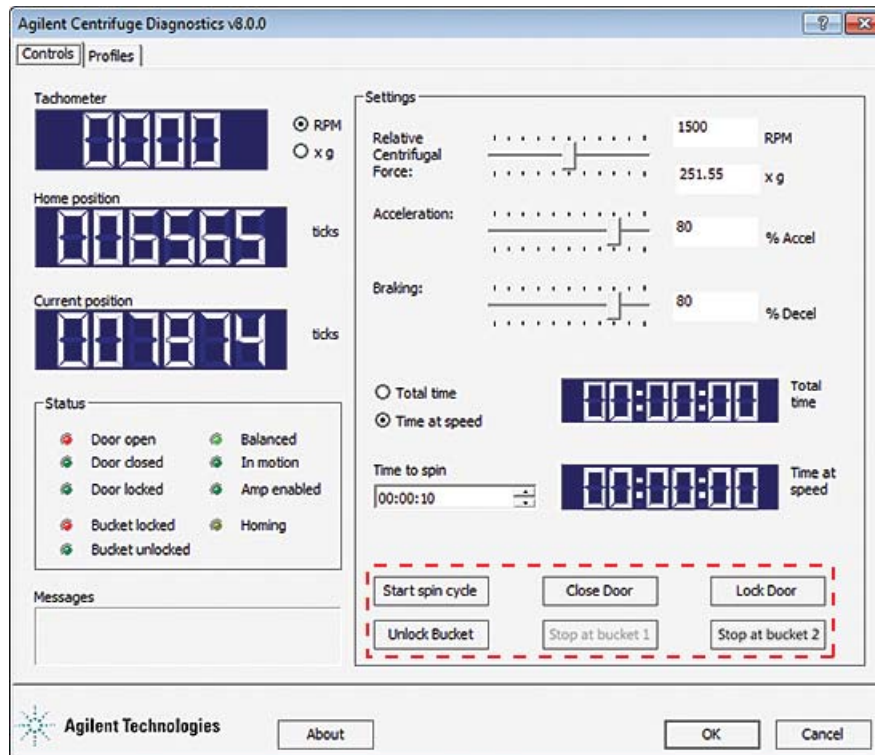 Agilent Centrifuge Diagnostics v8.0.0
Controls
Profiles
Tachometer
0000
RPM
x g
Home position
006565
ticks
Current position
007874
ticks
Status
Door open
Door closed
Door locked
Bucket locked
Bucket unlocked
Balanced
In motion
Amp enabled
Homing
Messages
Settings
Relative
Centrifugal
Force:
1500
RPM
251.55
x g
Acceleration:
80
% Accel
Braking:
80
% Decel
Total time
Time at speed
00:00:00
Total
time
Time to spin
00:00:10
00:00:00
Time at
speed
Start spin cycle
Close Door
Lock Door
Unlock Bucket
Stop at bucket 1
Stop at bucket 2
Agilent Technologies
About
OK
Cancel